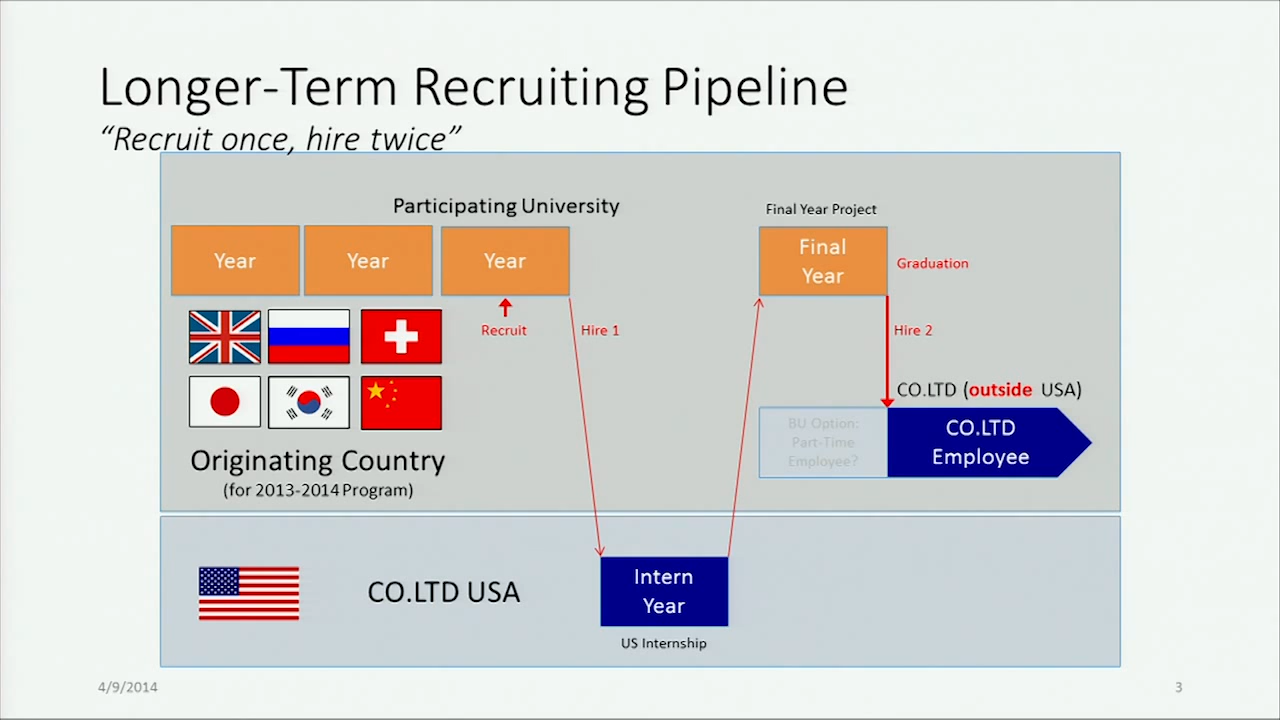 Longer-Term Recruiting Pipeline
“Recruit once, hire twice”
Participating University
Final Year Project
Year
Year
Year
Final
Year
Graduation
Recruit
Hire 1
Hire 2
CO.LTD (outside USA)
BU Option:
Part-Time
Employee?
CO.LTD
Employee
Originating Country
(for 2013-2014 Program)
CO.LTD USA
Intern
Year
US Internship
4/9/2014
3